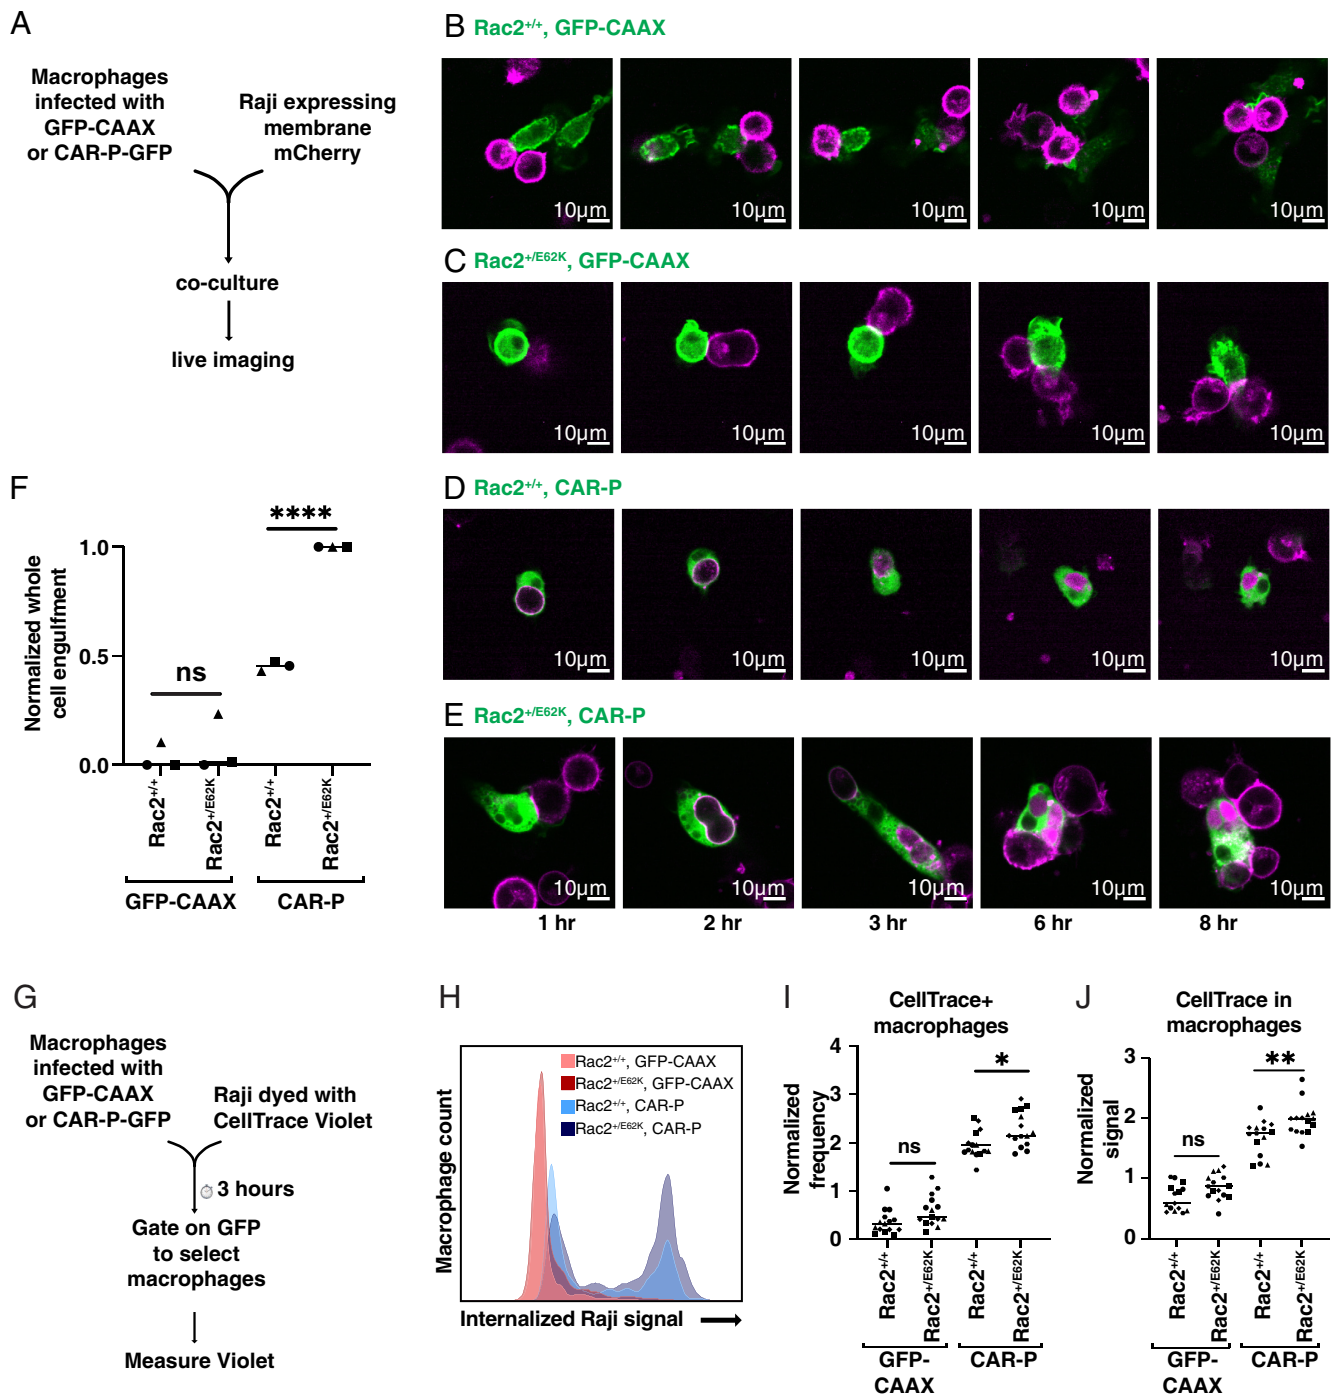 A
Macrophages
infected with
GFP-CAAX
or CAR-P-GFP
Raji expressing
membrane
mCherry
co-culture
live imaging
B Rac2+/+, GFP-CAAX
10µm 10µm 10µm 10µm 10µm
C Rac2+/E62K, GFP-CAAX
10µm 10µm 10µm 10µm 10µm
D Rac2+/+, CAR-P
10µm 10µm 10µm 10µm 10µm
E Rac2+/E62K, CAR-P
10µm 10µm 10µm 10µm 10µm
1 hr 2 hr 3 hr 6 hr 8 hr
F
Normalized whole
cell engulfment
1.0
0.5
0.0
ns
****
Rac2+/+
Rac2+/E62K
Rac2+/+
Rac2+/E62K
GFP-CAAX CAR-P
G
Macrophages
infected with
GFP-CAAX
or CAR-P-GFP
Raji dyed with
CellTrace Violet
3 hours
Gate on GFP
to select
macrophages
Measure Violet
H
Macrophage count
Rac2+/+, GFP-CAAX
Rac2+/E62K, GFP-CAAX
Rac2+/+, CAR-P
Rac2+/E62K, CAR-P
Internalized Raji signal
I
CellTrace+
macrophages
Normalized
frequency
4
3
2
1
0
ns
*
Rac2+/+
Rac2+/E62K
Rac2+/+
Rac2+/E62K
GFP-
CAAX
CAR-P
J
CellTrace in
macrophages
Normalized
signal
3
2
1
0
ns
**
Rac2+/+
Rac2+/E62K
Rac2+/+
Rac2+/E62K
GFP-
CAAX
CAR-P